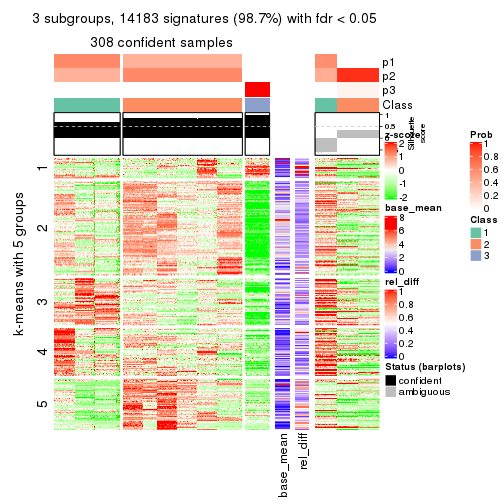 3 subgroups, 14183 signatures (98.7%) with fdr < 0.05
308 confident samples
p1
p2
p3
Class
1
0.5
0
Silhouette
score
k-means with 5 groups
1
2
3
4
5
base_mean
rel_diff
z-score
2
1
0
-1
-2
base_mean
8
6
4
2
0
rel_diff
1
0.8
0.6
0.4
0.2
0
Status (barplots)
confident
ambiguous
Prob
1
0.8
0.6
0.4
0.2
0
Class
1
2
3